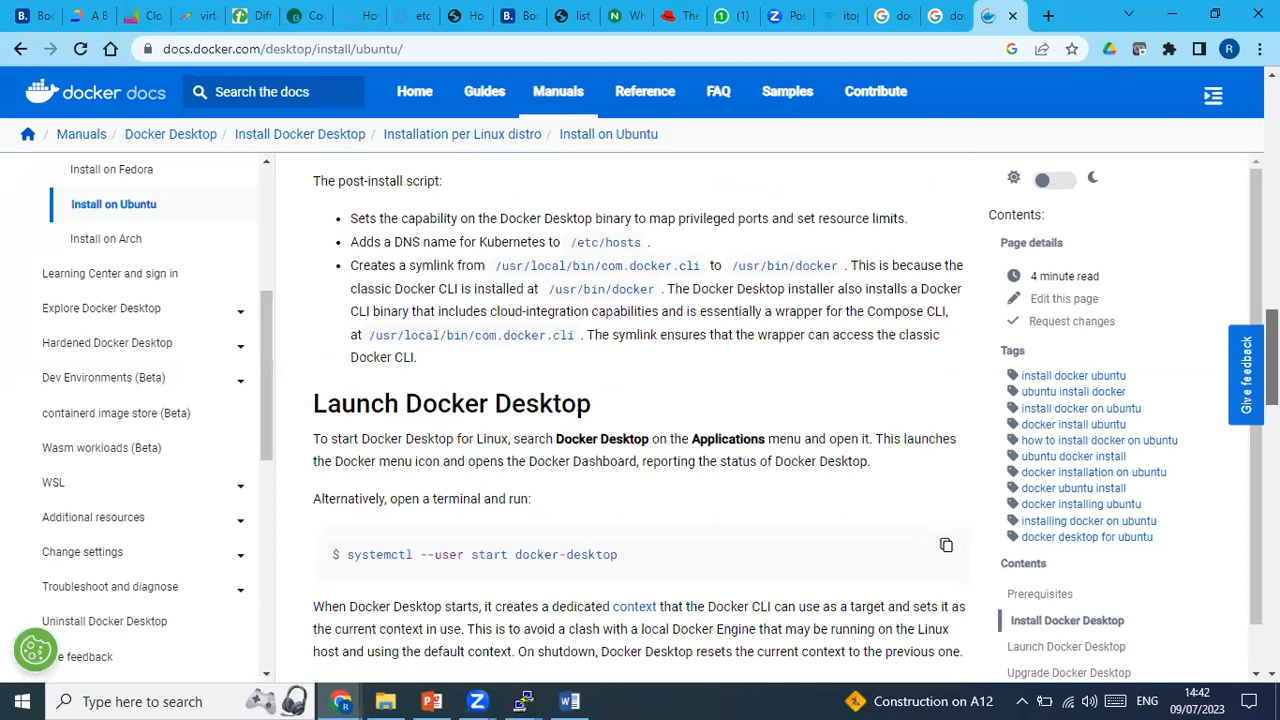 Bo
A B
Clo
virt
Diff
Co
Ho
etc
Ho
Bo
list
Wh
The
(1)
Pos
itop
do
do
docs.docker.com/desktop/install/ubuntu/
R
docker docs
Search the docs
Home Guides Manuals Reference FAQ Samples Contribute
/ Manuals / Docker Desktop / Install Docker Desktop / Installation per Linux distro / Install on Ubuntu
Install on Fedora
Install on Ubuntu
Install on Arch
Learning Center and sign in
Explore Docker Desktop
Hardened Docker Desktop
Dev Environments (Beta)
containerd image store (Beta)
Wasm workloads (Beta)
WSL
Additional resources
Change settings
Troubleshoot and diagnose
Uninstall Docker Desktop
e feedback
The post-install script:
• Sets the capability on the Docker Desktop binary to map privileged ports and set resource limits.
• Adds a DNS name for Kubernetes to /etc/hosts .
• Creates a symlink from /usr/local/bin/com.docker.cli to /usr/bin/docker . This is because the
classic Docker CLI is installed at /usr/bin/docker . The Docker Desktop installer also installs a Docker
CLI binary that includes cloud-integration capabilities and is essentially a wrapper for the Compose CLI,
at /usr/local/bin/com.docker.cli . The symlink ensures that the wrapper can access the classic
Docker CLI.
Launch Docker Desktop
To start Docker Desktop for Linux, search Docker Desktop on the Applications menu and open it. This launches
the Docker menu icon and opens the Docker Dashboard, reporting the status of Docker Desktop.
Alternatively, open a terminal and run:
$ systemctl --user start docker-desktop
When Docker Desktop starts, it creates a dedicated context that the Docker CLI can use as a target and sets it as
the current context in use. This is to avoid a clash with a local Docker Engine that may be running on the Linux
host and using the default context. On shutdown, Docker Desktop resets the current context to the previous one.
Contents:
Page details
4 minute read
Edit this page
Request changes
Tags
install docker ubuntu
ubuntu install docker
install docker on ubuntu
docker install ubuntu
how to install docker on ubuntu
ubuntu docker install
docker installation on ubuntu
docker ubuntu install
docker installing ubuntu
installing docker on ubuntu
docker desktop for ubuntu
Contents
Prerequisites
Install Docker Desktop
Launch Docker Desktop
Upgrade Docker Desktop
Give feedback
Type here to search
Construction on A12
ENG
14:42
09/07/2023